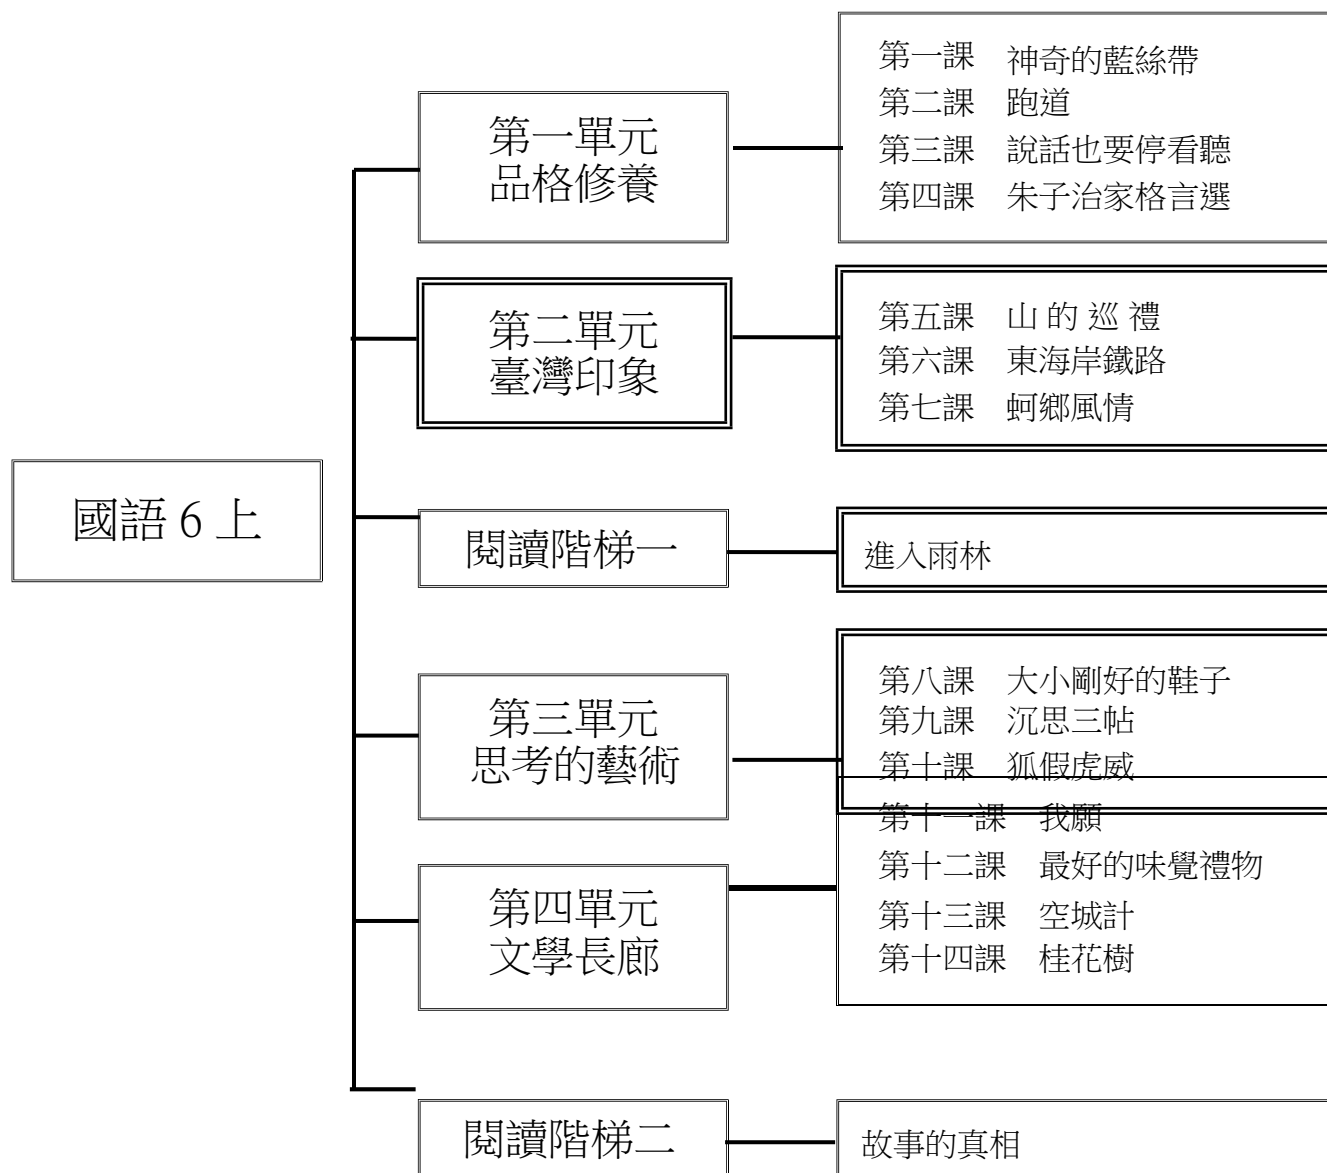 國語 6 上
第一單元
品格修養
第一課 神奇的藍絲帶
第二課 跑道
第三課 說話也要停看聽
第四課 朱子治家格言選
第二單元
臺灣印象
第五課 山 的 巡 禮
第六課 東海岸鐵路
第七課 蚵鄉風情
閱讀階梯一
進入雨林
第三單元
思考的藝術
第八課 大小剛好的鞋子
第九課 沉思三帖
第十課 狐假虎威
第四單元
文學長廊
第十一課 我願
第十二課 最好的味覺禮物
第十三課 空城計
第十四課 桂花樹
閱讀階梯二
故事的真相